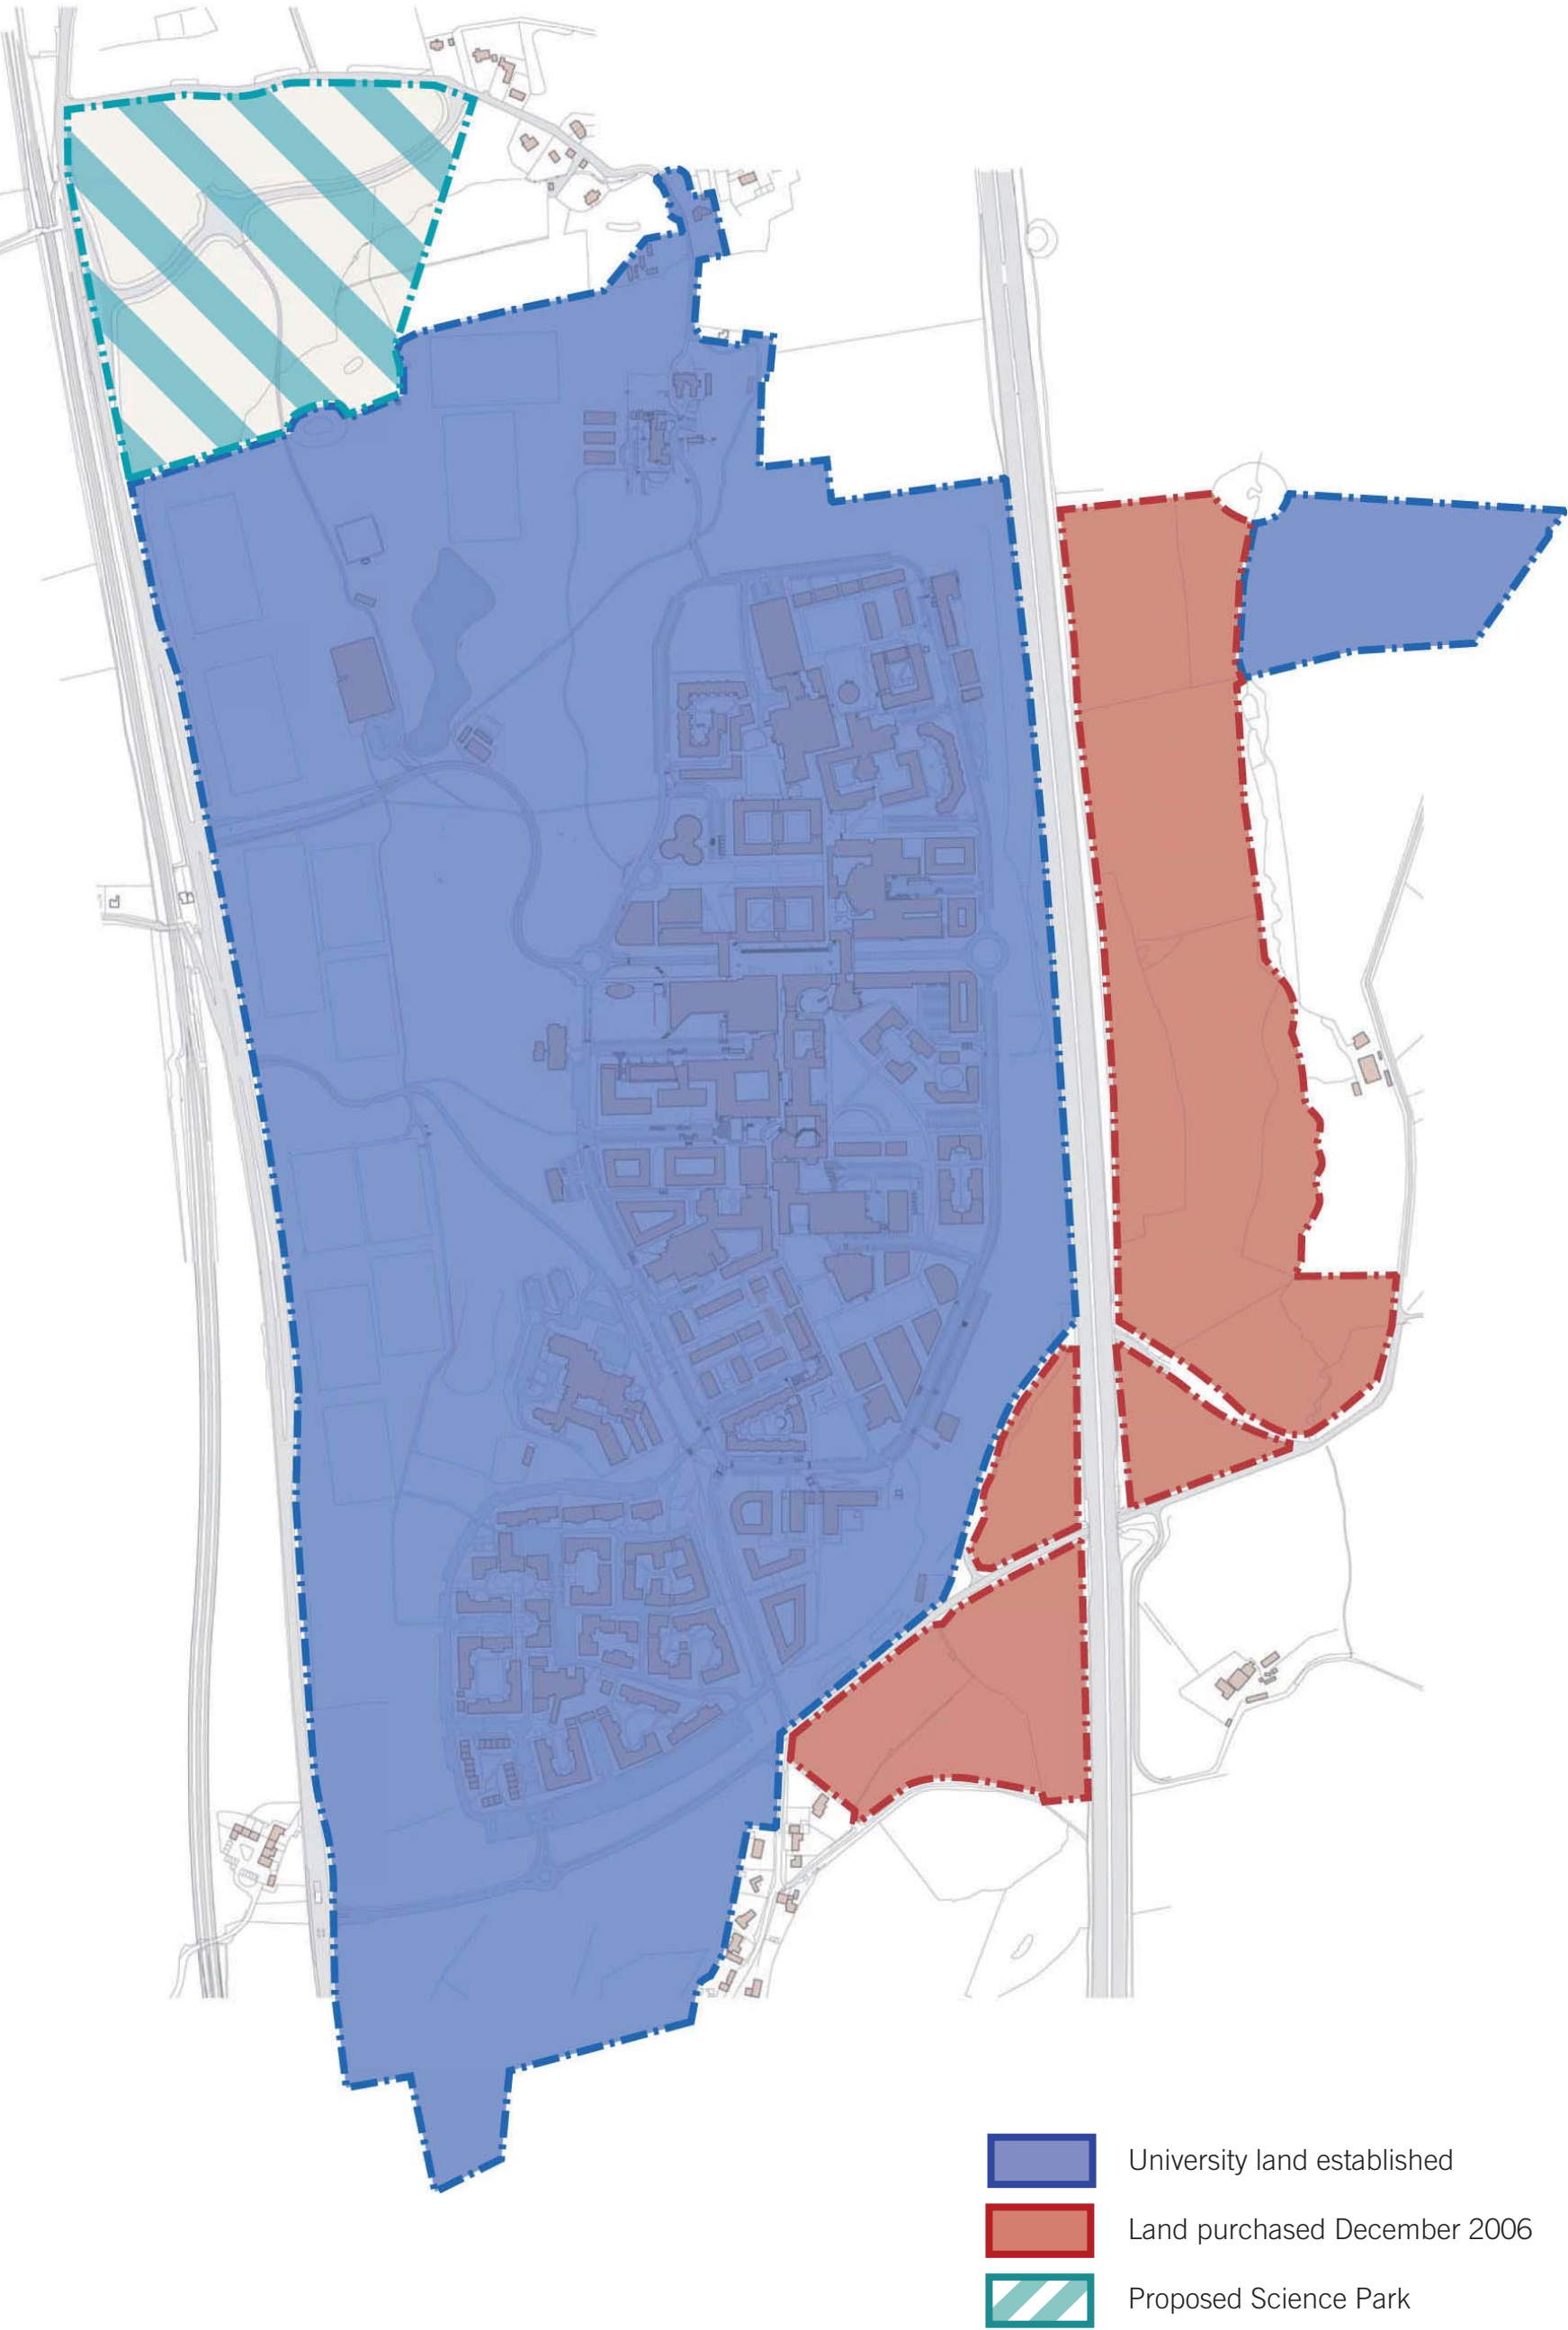 University land established
Land purchased December 2006
Proposed Science Park